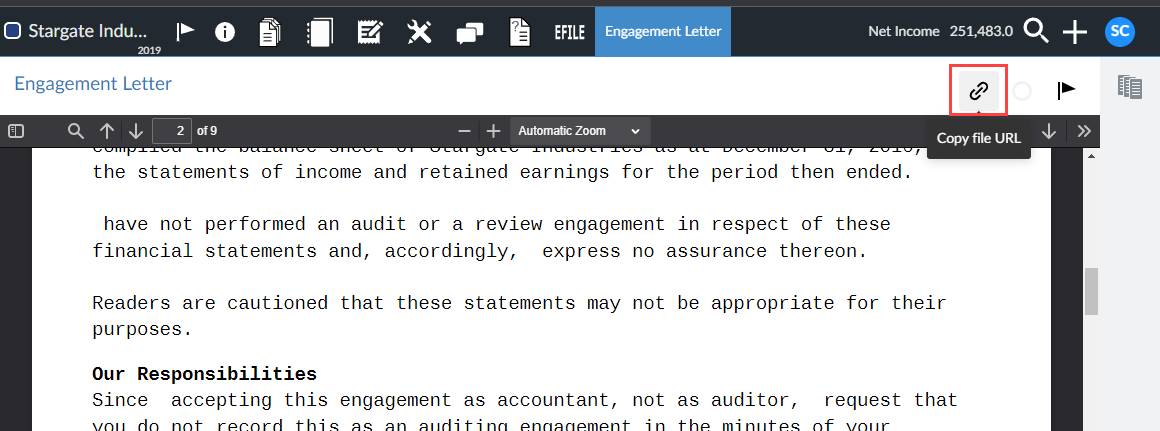 Stargate Indu...
2019
EFILE
Engagement Letter
Net Income 251,483.0
SC
Engagement Letter
2 of 9
Automatic Zoom
Copy file URL
compiled the balance sheet of Stargate Industries as at December 31,
the statements of income and retained earnings for the period then ended.
have not performed an audit or a review engagement in respect of these
financial statements and, accordingly, express no assurance thereon.
Readers are cautioned that these statements may not be appropriate for their
purposes.
Our Responsibilities
Since accepting this engagement as accountant, not as auditor, request that
you do not record this as an auditing engagement in the minutes of your